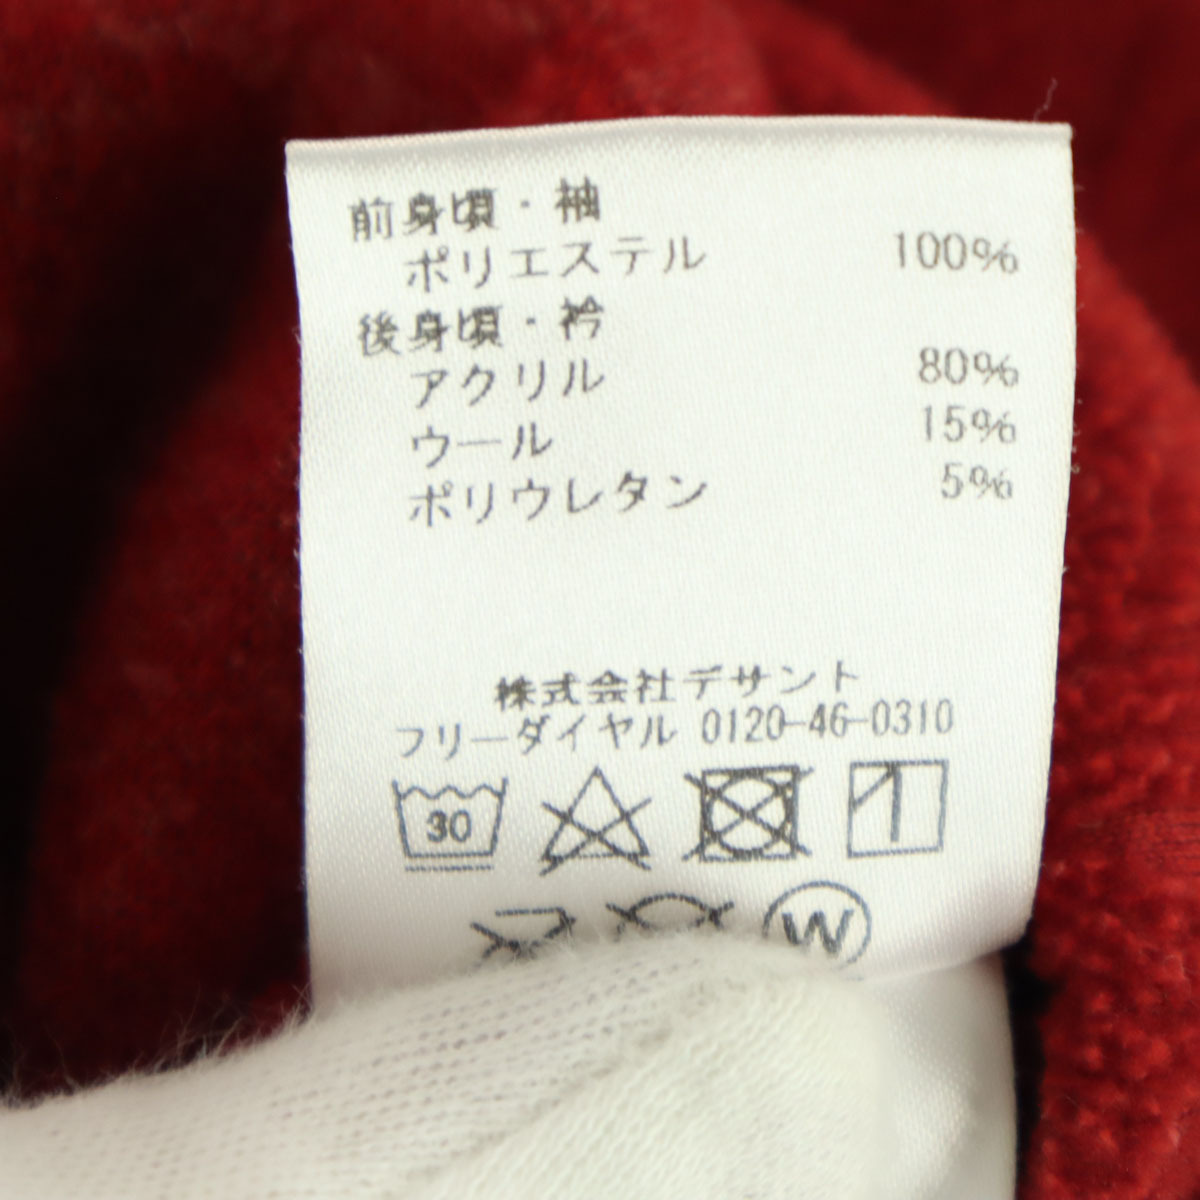 前身頃・袖
ポリエステル 100%
後身頃・衿
アクリル 80%
ウール 15%
ポリウレタン 5%
株式会社デサント
フリーダイヤル 0120-46-0310
30
W